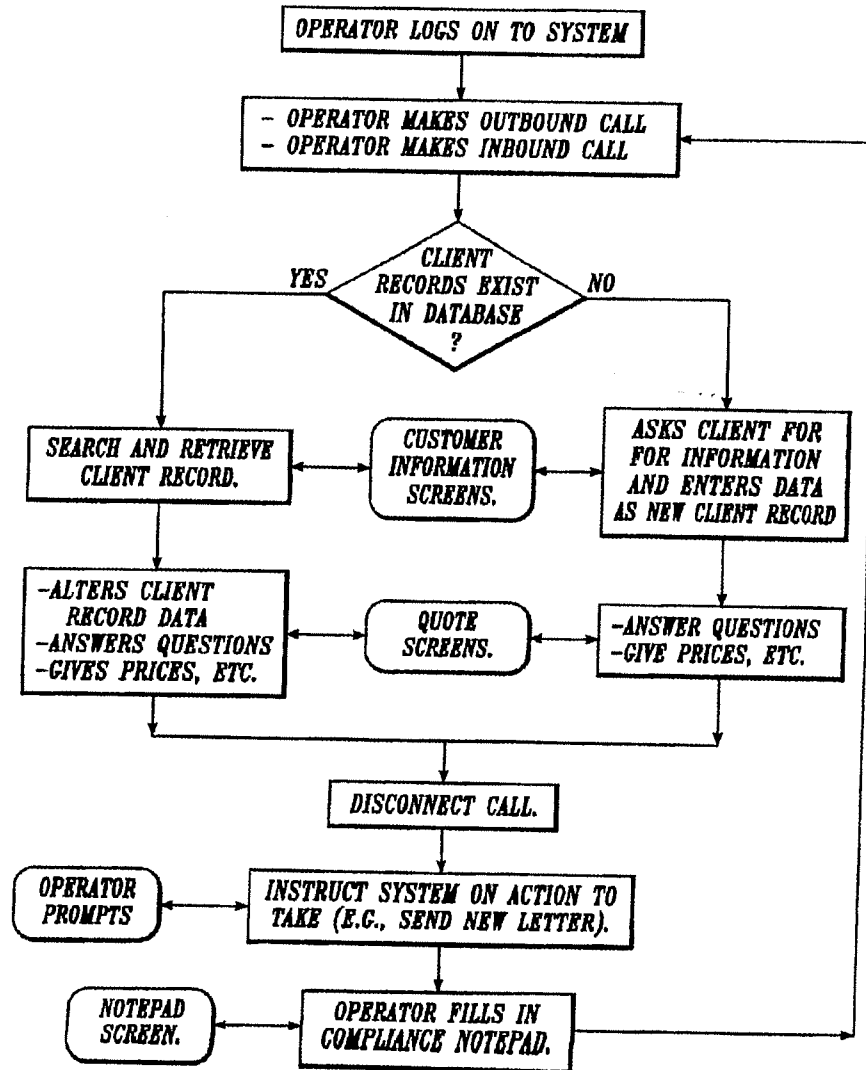 OPERATOR LOGS ON TO SYSTEM
- OPERATOR MAKES OUTBOUND CALL
- OPERATOR MAKES INBOUND CALL
CLIENT
RECORDS EXIST
IN DATABASE
?
YES
NO
SEARCH AND RETRIEVE
CLIENT RECORD.
CUSTOMER
INFORMATION
SCREENS.
ASKS CLIENT FOR
FOR INFORMATION
AND ENTERS DATA
AS NEW CLIENT RECORD
-ALTERS CLIENT
RECORD DATA
-ANSWERS QUESTIONS
-GIVES PRICES, ETC.
QUOTE
SCREENS.
-ANSWER QUESTIONS
-GIVE PRICES, ETC.
DISCONNECT CALL.
OPERATOR
PROMPTS
INSTRUCT SYSTEM ON ACTION TO
TAKE (E.G., SEND NEW LETTER).
NOTEPAD
SCREEN.
OPERATOR FILLS IN
COMPLIANCE NOTEPAD.